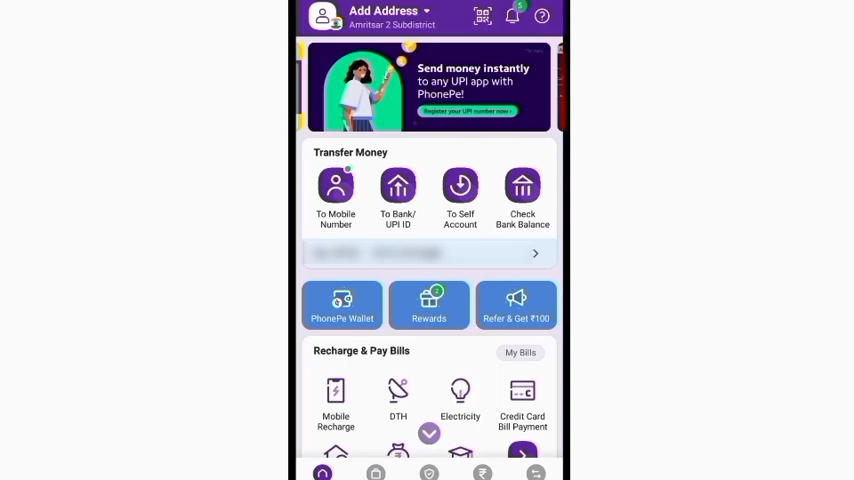 Add Address
Amritsar 2 Subdistrict
5
Send money instantly
to any UPI app with
PhonePe!
Register your UPI number now ›
Transfer Money
To Mobile Number
To Bank/ UPI ID
To Self Account
Check Bank Balance
PhonePe Wallet
2
Rewards
Refer & Get ₹100
Recharge & Pay Bills
My Bills
Mobile Recharge
DTH
Electricity
Credit Card Bill Payment